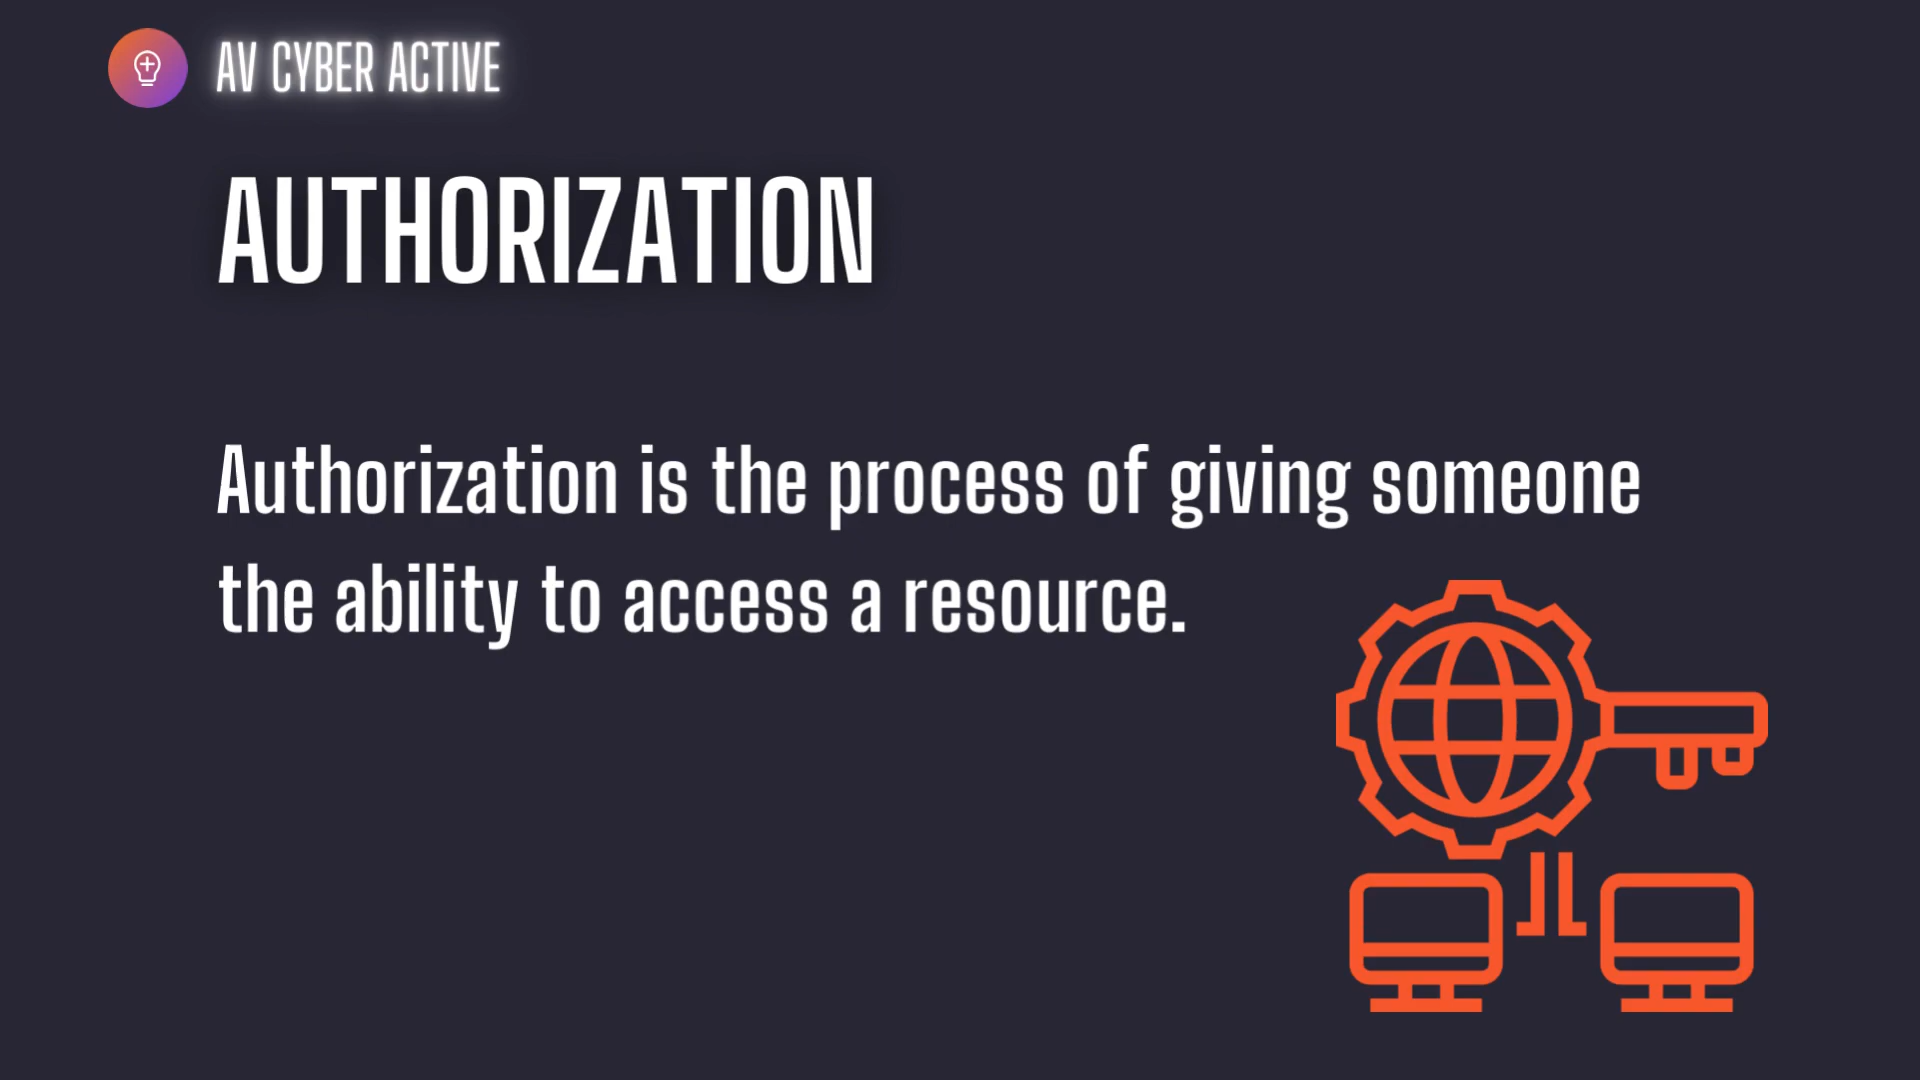 AV CYBER ACTIVE
AUTHORIZATION
Authorization is the process of giving someone
the ability to access a resource.